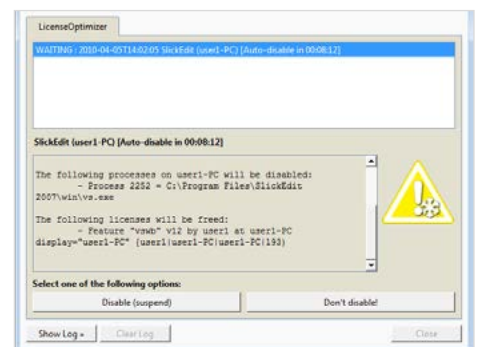 LicenseOptimizer
WAITING : 2010-04-05T14:02:05 SlickEdit (user1-PC) [Auto-disable in 00:08:12]
SlickEdit (user1-PC) [Auto-disable in 00:08:12]
The following processes on user1-PC will be disabled:
- Process 2252 = C:\Program Files\SlickEdit
2007\win\vs.exe
The following licenses will be freed:
- Feature "vswb" v12 by user1 at user1-PC
display="user1-PC" (user1|user1-PC|user1-PC|193)
Select one of the following options:
Disable (suspend)
Don't disable!
Show Log »
Clear Log
Close